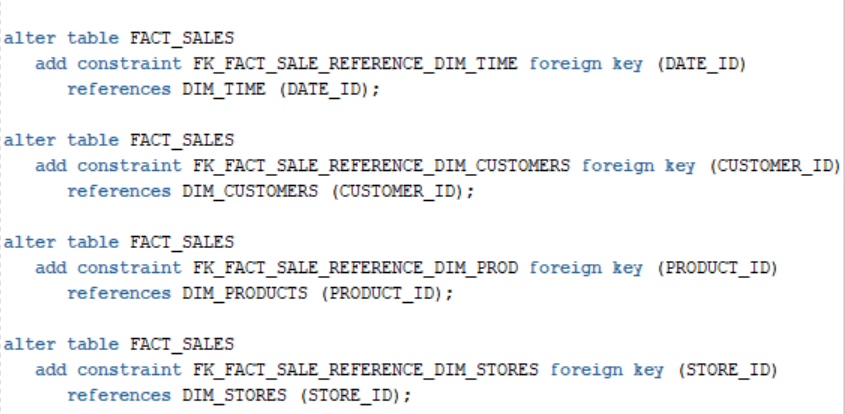 alter table FACT_SALES
add constraint FK_FACT_SALE_REFERENCE_DIM_TIME foreign key (DATE_ID)
references DIM_TIME (DATE_ID);
alter table FACT_SALES
add constraint FK_FACT_SALE_REFERENCE_DIM_CUSTOMERS foreign key (CUSTOMER_ID)
references DIM_CUSTOMERS (CUSTOMER_ID);
alter table FACT_SALES
add constraint FK_FACT_SALE_REFERENCE_DIM_PROD foreign key (PRODUCT_ID)
references DIM_PRODUCTS (PRODUCT_ID);
alter table FACT_SALES
add constraint FK_FACT_SALE_REFERENCE_DIM_STORES foreign key (STORE_ID)
references DIM_STORES (STORE_ID);